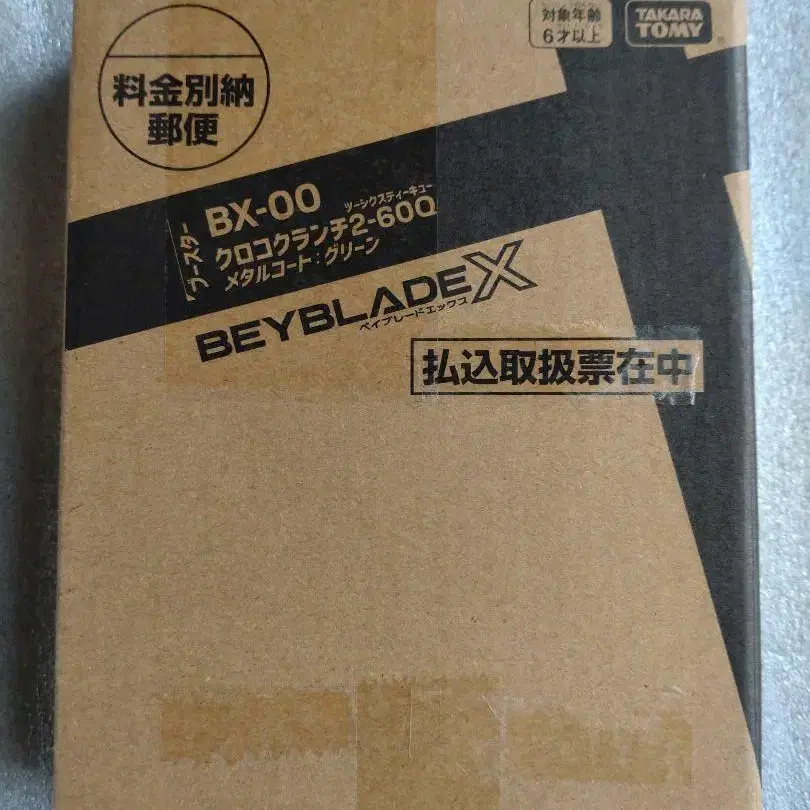 対象年齢
6才以上
TAKARA
TOMY
料金別納
郵便
ブースター
BX-00
ツーシックスティーキュー
クロコクランチ2-60Q
メタルコート:グリーン
BEYBLADE X
ベイブレードエックス
払込取扱票在中